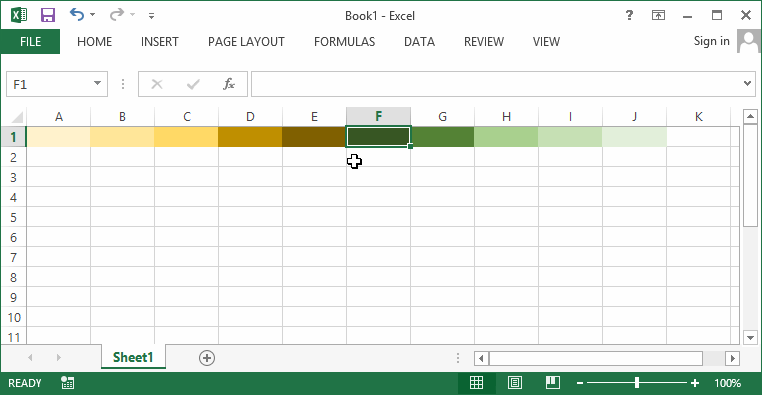 Book1 - Excel
?
FILE HOME INSERT PAGE LAYOUT FORMULAS DATA REVIEW VIEW Sign in
F1 fx
A B C D E F G H I J K
1
2
3
4
5
6
7
8
9
10
11
Sheet1
READY 100%